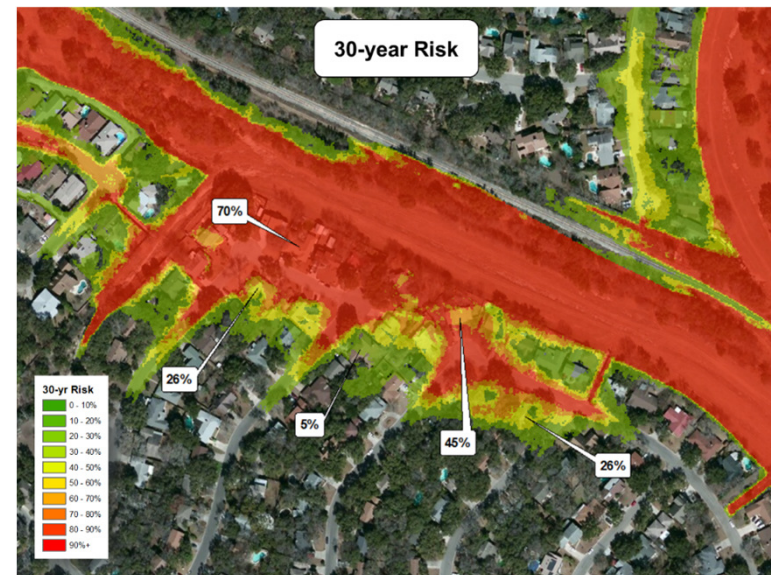 30-year Risk
70%
26%
5%
45%
26%
30-yr Risk
0 - 10%
10 - 20%
20 - 30%
30 - 40%
40 - 50%
50 - 60%
60 - 70%
70 - 80%
80 - 90%
90%+